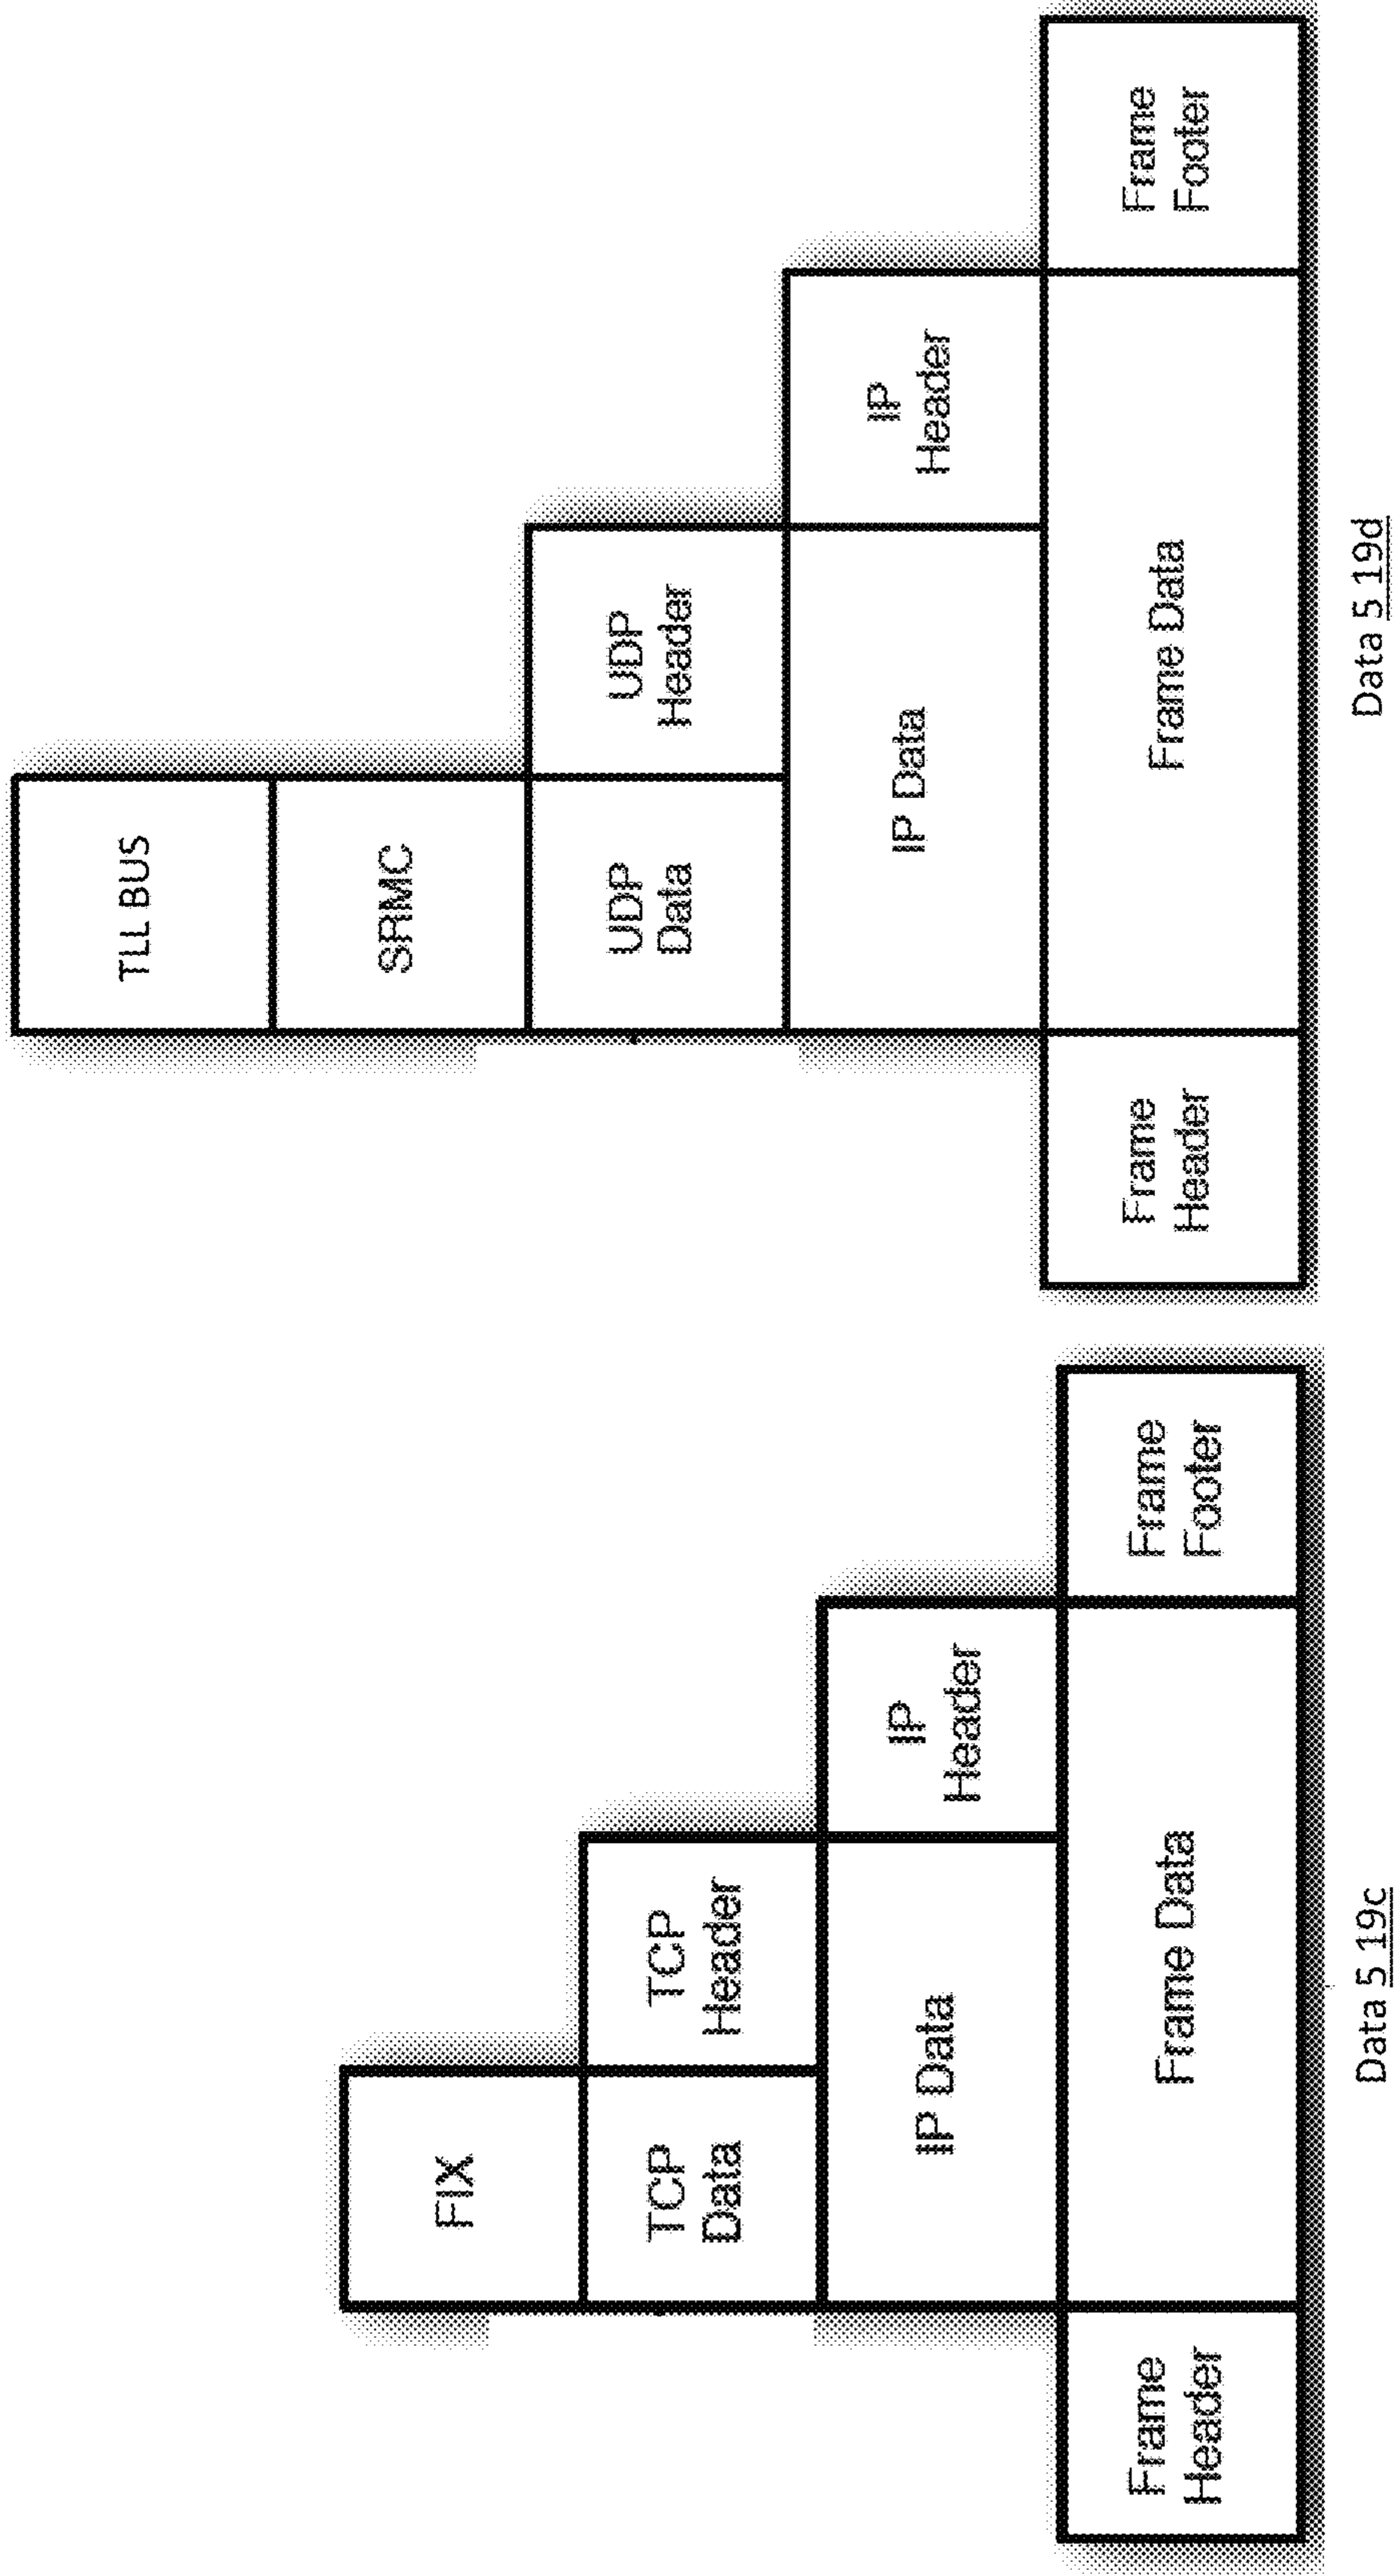 FIX
TCP
Data
TCP
Header
IP Data
IP
Header
Frame
Header
Frame Data
Frame
Footer
Data 5 19c
TLL BUS
SRMC
UDP
Data
UDP
Header
IP Data
IP
Header
Frame
Header
Frame Data
Frame
Footer
Data 5 19d